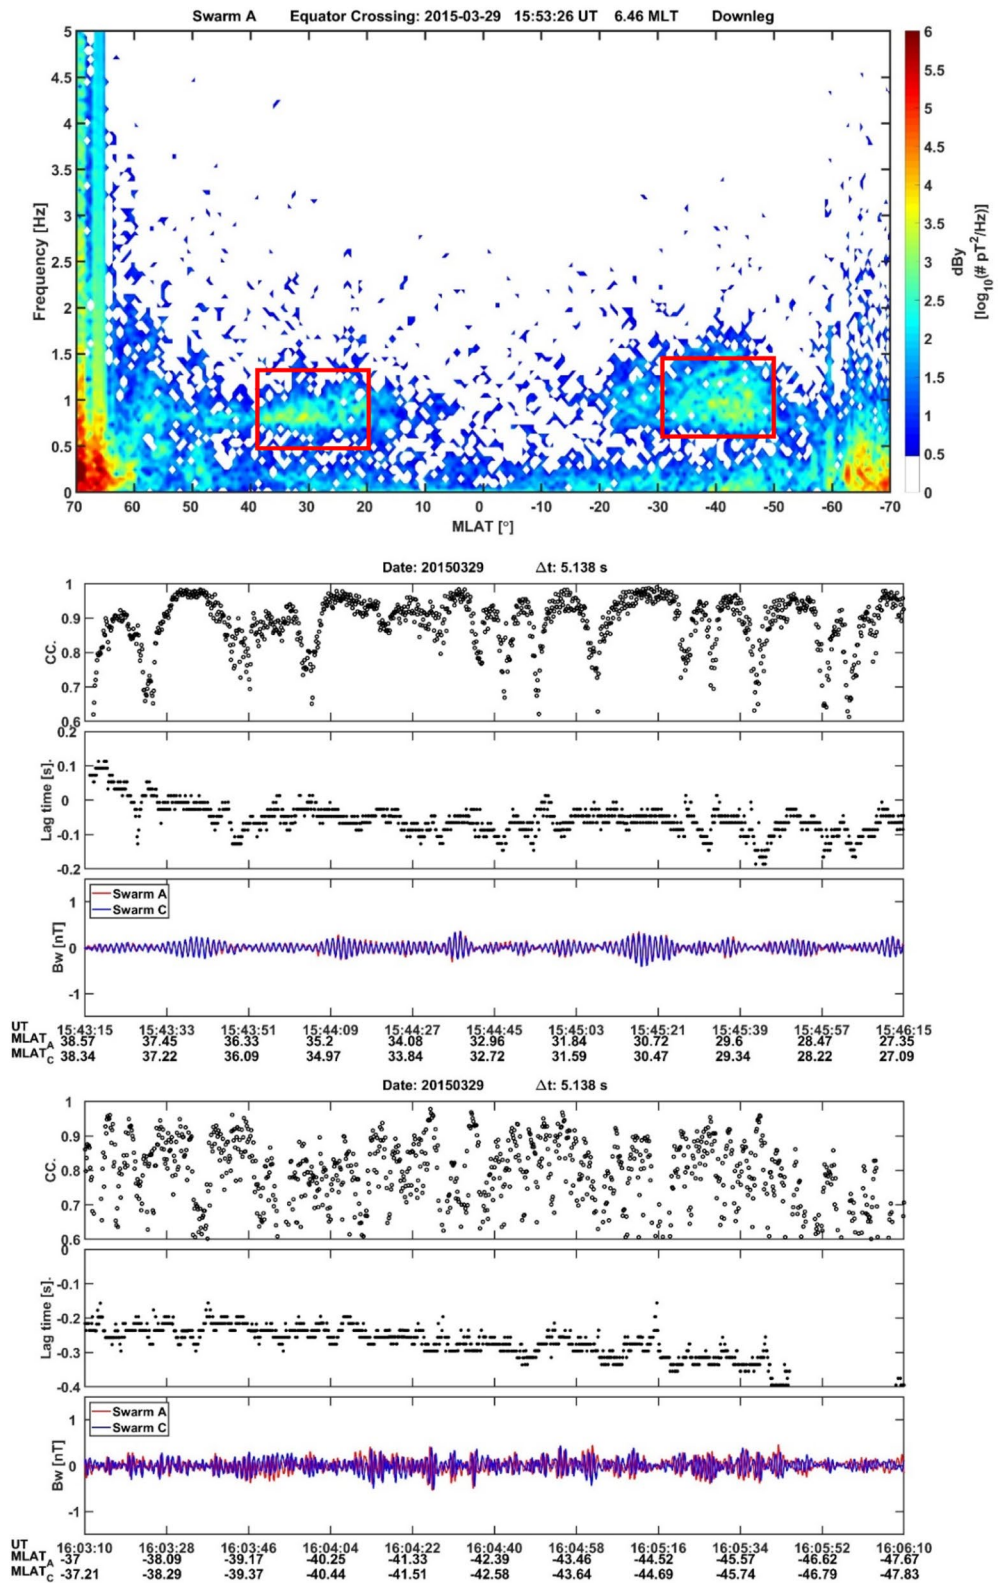 Swarm A Equator Crossing: 2015-03-29 15:53:26 UT 6.46 MLT Downleg
5
4.5
4
3.5
3
2.5
2
1.5
1
0.5
0
Frequency [Hz]
70 60 50 40 30 20 10 0 -10 -20 -30 -40 -50 -60 -70
MLAT [°]
6
5.5
5
4.5
4
3.5
3
2.5
2
1.5
1
0.5
0
dBy
[log10(# pT2/Hz)]
Date: 20150329 Δt: 5.138 s
1
0.9
0.8
0.7
0.6
CC.
0.2
0.1
0
-0.1
-0.2
Lag time [s].
Swarm A
Swarm C
1
0
-1
Bw [nT]
UT 15:43:15 15:43:33 15:43:51 15:44:09 15:44:27 15:44:45 15:45:03 15:45:21 15:45:39 15:45:57 15:46:15
MLATA 38.57 37.45 36.33 35.2 34.08 32.96 31.84 30.72 29.6 28.47 27.35
MLATC 38.34 37.22 36.09 34.97 33.84 32.72 31.59 30.47 29.34 28.22 27.09
Date: 20150329 Δt: 5.138 s
1
0.9
0.8
0.7
0.6
CC.
0
-0.1
-0.2
-0.3
-0.4
Lag time [s].
Swarm A
Swarm C
1
0
-1
Bw [nT]
UT 16:03:10 16:03:28 16:03:46 16:04:04 16:04:22 16:04:40 16:04:58 16:05:16 16:05:34 16:05:52 16:06:10
MLATA -37 -38.09 -39.17 -40.25 -41.33 -42.39 -43.46 -44.52 -45.57 -46.62 -47.67
MLATC -37.21 -38.29 -39.37 -40.44 -41.51 -42.58 -43.64 -44.69 -45.74 -46.79 -47.83